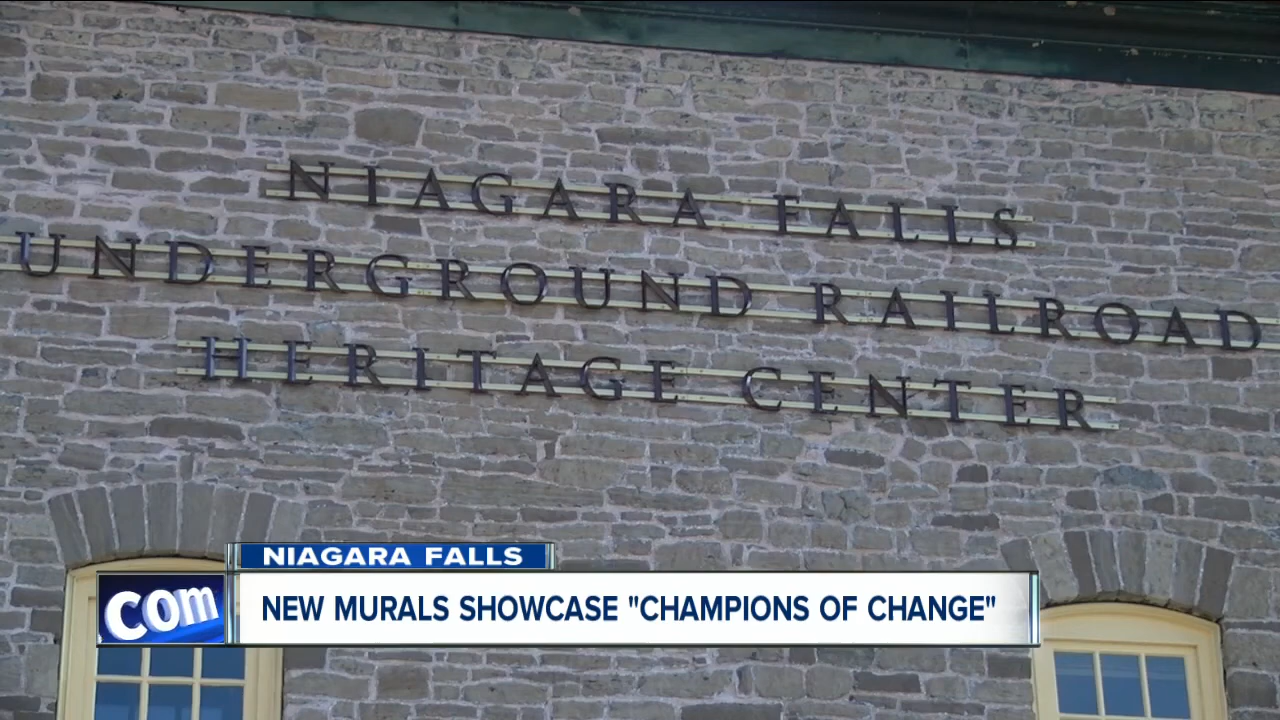 NIAGARA FALLS
UNDERGROUND RAILROAD
HERITAGE CENTER
NIAGARA FALLS
.COM
NEW MURALS SHOWCASE "CHAMPIONS OF CHANGE"